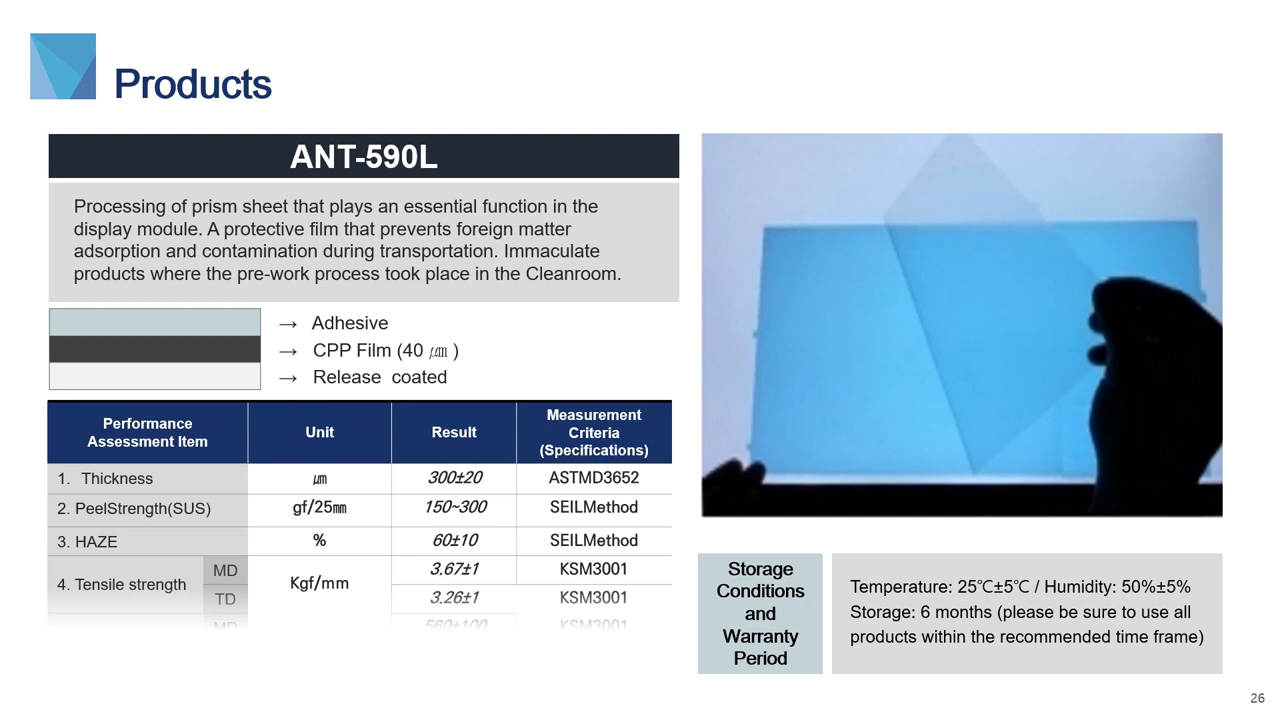 Products
ANT-590L
Processing of prism sheet that plays an essential function in the
display module. A protective film that prevents foreign matter
adsorption and contamination during transportation. Immaculate
products where the pre-work process took place in the Cleanroom.
→ Adhesive
→ CPP Film (40 ㎛ )
→ Release coated
Performance
Assessment Item
Unit
Result
Measurement
Criteria
(Specifications)
1. Thickness ㎛ 300±20 ASTMD3652
2. PeelStrength(SUS) gf/25㎜ 150~300 SEILMethod
3. HAZE % 60±10 SEILMethod
4. Tensile strength MD Kgf/mm 3.67±1 KSM3001
TD 3.26±1 KSM3001
MD 560±100 KSM3001
Storage
Conditions
and
Warranty
Period
Temperature: 25℃±5℃ / Humidity: 50%±5%
Storage: 6 months (please be sure to use all
products within the recommended time frame)
26